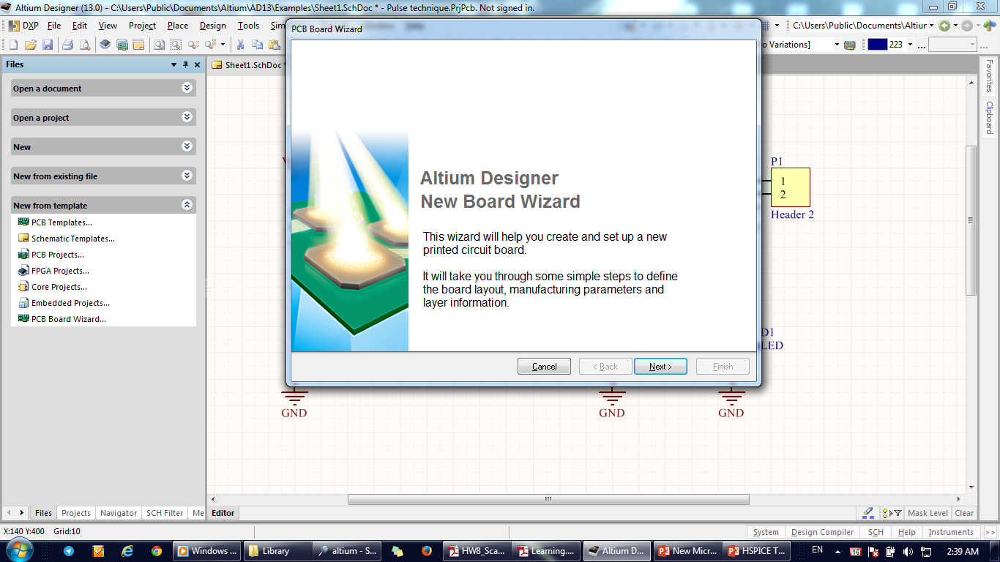 Altium Designer (13.0) - C:\Users\Public\Documents\Altium\AD13\Examples\Sheet1.SchDoc * - Pulse technique.PrjPcb. Not signed in.
DXP File Edit View Project Place Design Tools Sim
C:\Users\Public\Documents\Altiur
o Variations]
223
...
Files
Sheet1.SchDoc *
Open a document
Open a project
New
New from existing file
New from template
PCB Templates...
Schematic Templates...
PCB Projects...
FPGA Projects...
Core Projects...
Embedded Projects...
PCB Board Wizard...
PCB Board Wizard
Altium Designer
New Board Wizard
This wizard will help you create and set up a new
printed circuit board.
It will take you through some simple steps to define
the board layout, manufacturing parameters and
layer information.
Cancel < Back Next > Finish
P1
1
2
Header 2
D1
LED
GND GND GND
Favorites
Clipboard
Files Projects Navigator SCH Filter Me
Editor
Mask Level Clear
X:140 Y:400 Grid:10
System Design Compiler SCH Help Instruments >>
Windows ... Library altium - S... HW8_Sca... Learning.... Altium D... New Micr... HSPICE T... EN 16 2:39 AM